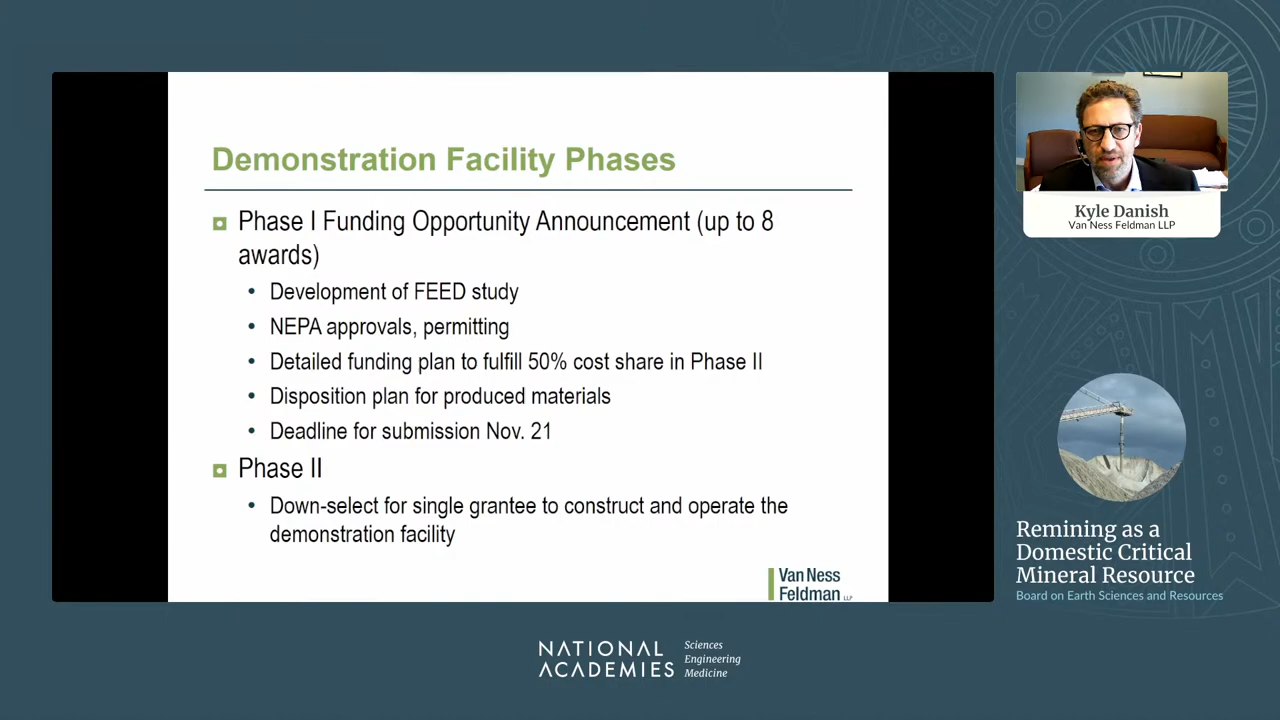 Demonstration Facility Phases
Phase I Funding Opportunity Announcement (up to 8
awards)
• Development of FEED study
• NEPA approvals, permitting
• Detailed funding plan to fulfill 50% cost share in Phase II
• Disposition plan for produced materials
• Deadline for submission Nov. 21
Phase II
• Down-select for single grantee to construct and operate the
demonstration facility
Van Ness
Feldman LLP
Kyle Danish
Van Ness Feldman LLP
Remining as a
Domestic Critical
Mineral Resource
Board on Earth Sciences and Resources
NATIONAL
ACADEMIES
Sciences
Engineering
Medicine